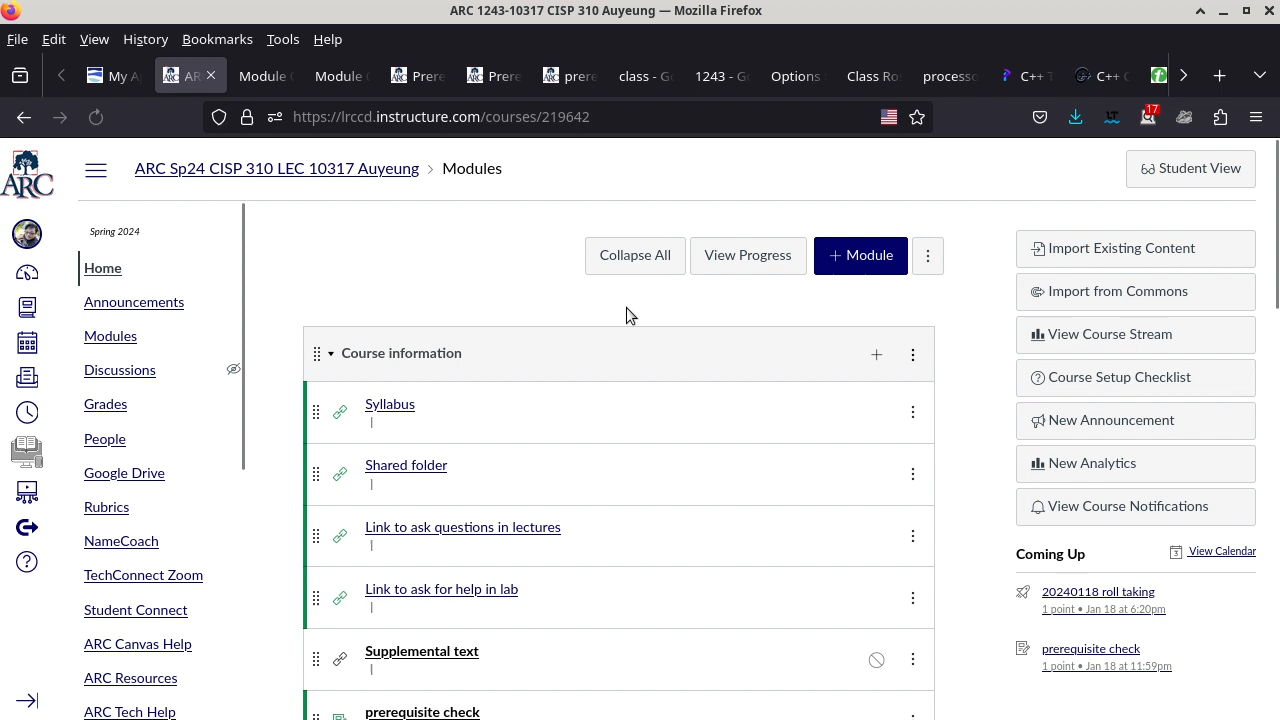 ARC 1243-10317 CISP 310 Auyeung — Mozilla Firefox
File Edit View History Bookmarks Tools Help
My A AR Module Module Prere Prere prere class - G 1243 - G Options Class Ro processo C++ T C++
https://lrccd.instructure.com/courses/219642
17
ARC
ARC Sp24 CISP 310 LEC 10317 Auyeung > Modules
Student View
Spring 2024
Home
Announcements
Modules
Discussions
Grades
People
Google Drive
Rubrics
NameCoach
TechConnect Zoom
Student Connect
ARC Canvas Help
ARC Resources
ARC Tech Help
Collapse All View Progress + Module
Course information
Syllabus
|
Shared folder
|
Link to ask questions in lectures
|
Link to ask for help in lab
|
Supplemental text
|
prerequisite check
Import Existing Content
Import from Commons
View Course Stream
Course Setup Checklist
New Announcement
New Analytics
View Course Notifications
Coming Up
3 View Calendar
20240118 roll taking
1 point • Jan 18 at 6:20pm
prerequisite check
1 point • Jan 18 at 11:59pm